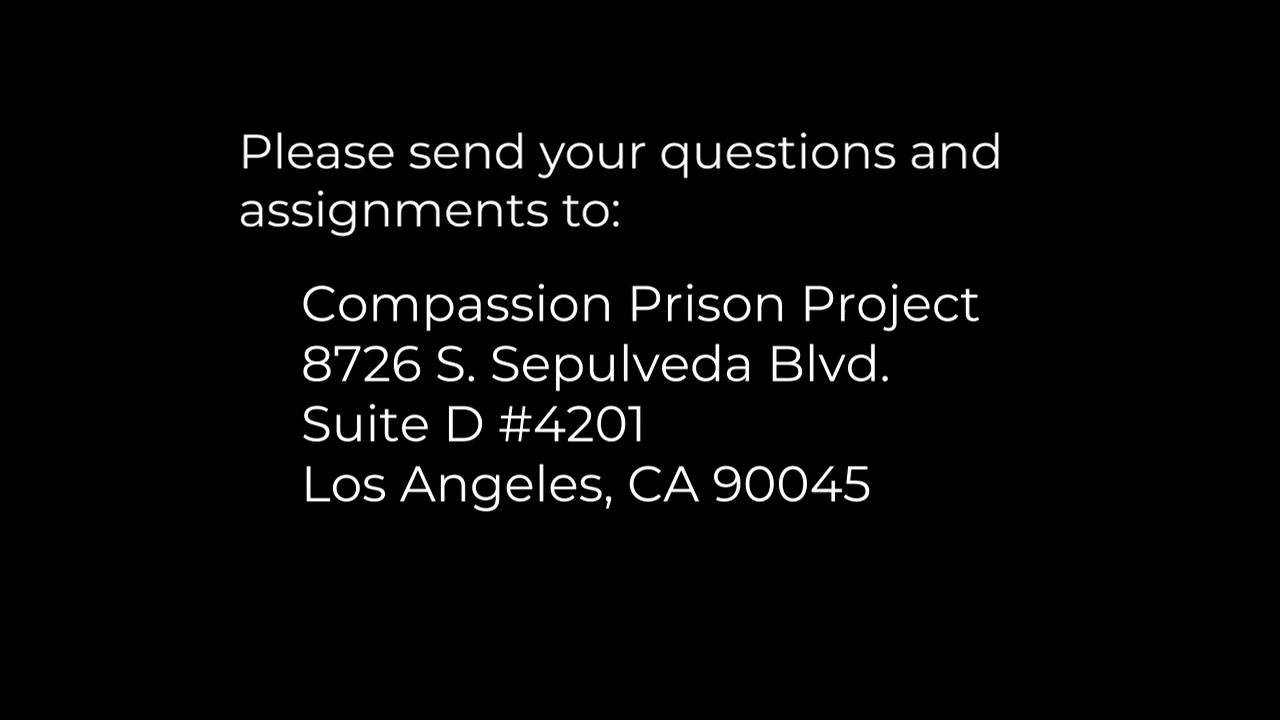 Please send your questions and
assignments to:
Compassion Prison Project
8726 S. Sepulveda Blvd.
Suite D #4201
Los Angeles, CA 90045